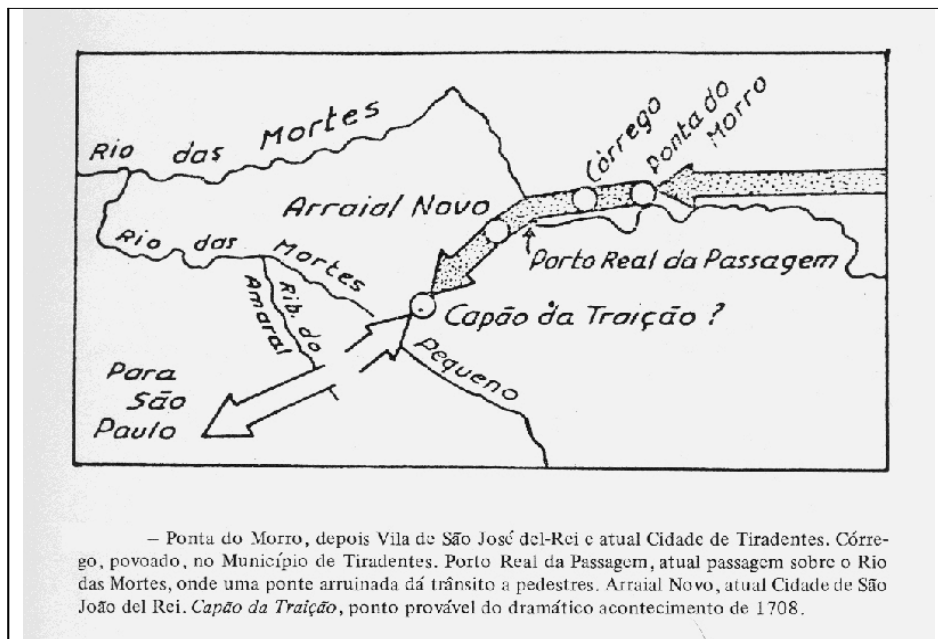 Rio das Mortes
Córrego
Ponta do Morro
Arraial Novo
Rio das Mortes
Porto Real da Passagem
Rib. do Amaral
Capão da Traição ?
Pequeno
Para
São
Paulo
— Ponta do Morro, depois Vila de São José del-Rei e atual Cidade de Tiradentes. Córre-
go, povoado, no Município de Tiradentes. Porto Real da Passagem, atual passagem sobre o Rio
das Mortes, onde uma ponte arruinada dá trânsito a pedestres. Arraial Novo, atual Cidade de São
João del Rei. Capão da Traição, ponto provável do dramático acontecimento de 1708.